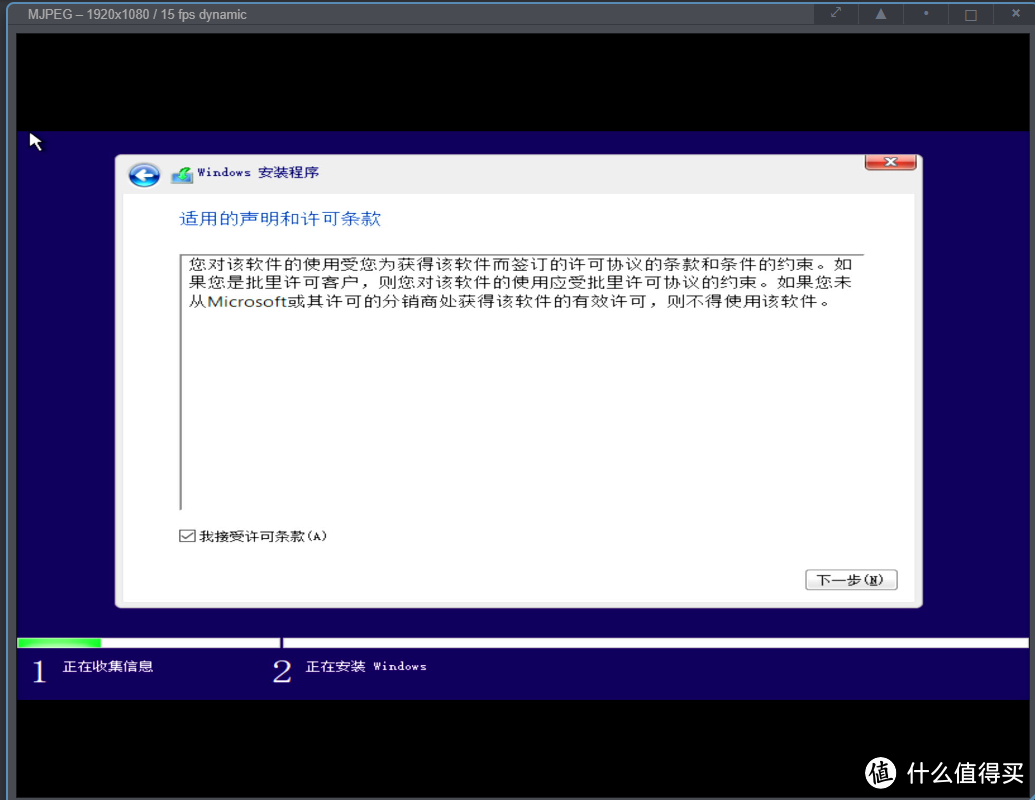 MJPEG – 1920x1080 / 15 fps dynamic
Windows 安装程序
适用的声明和许可条款
您对该软件的使用受您为获得该软件而签订的许可协议的条款和条件的约束。如
果您是批里许可客户，则您对该软件的使用应受批里许可协议的约束。如果您未
从Microsoft或其许可的分销商处获得该软件的有效许可，则不得使用该软件。
我接受许可条款(A)
下一步(N)
1 正在收集信息 2 正在安装 Windows
值 什么值得买